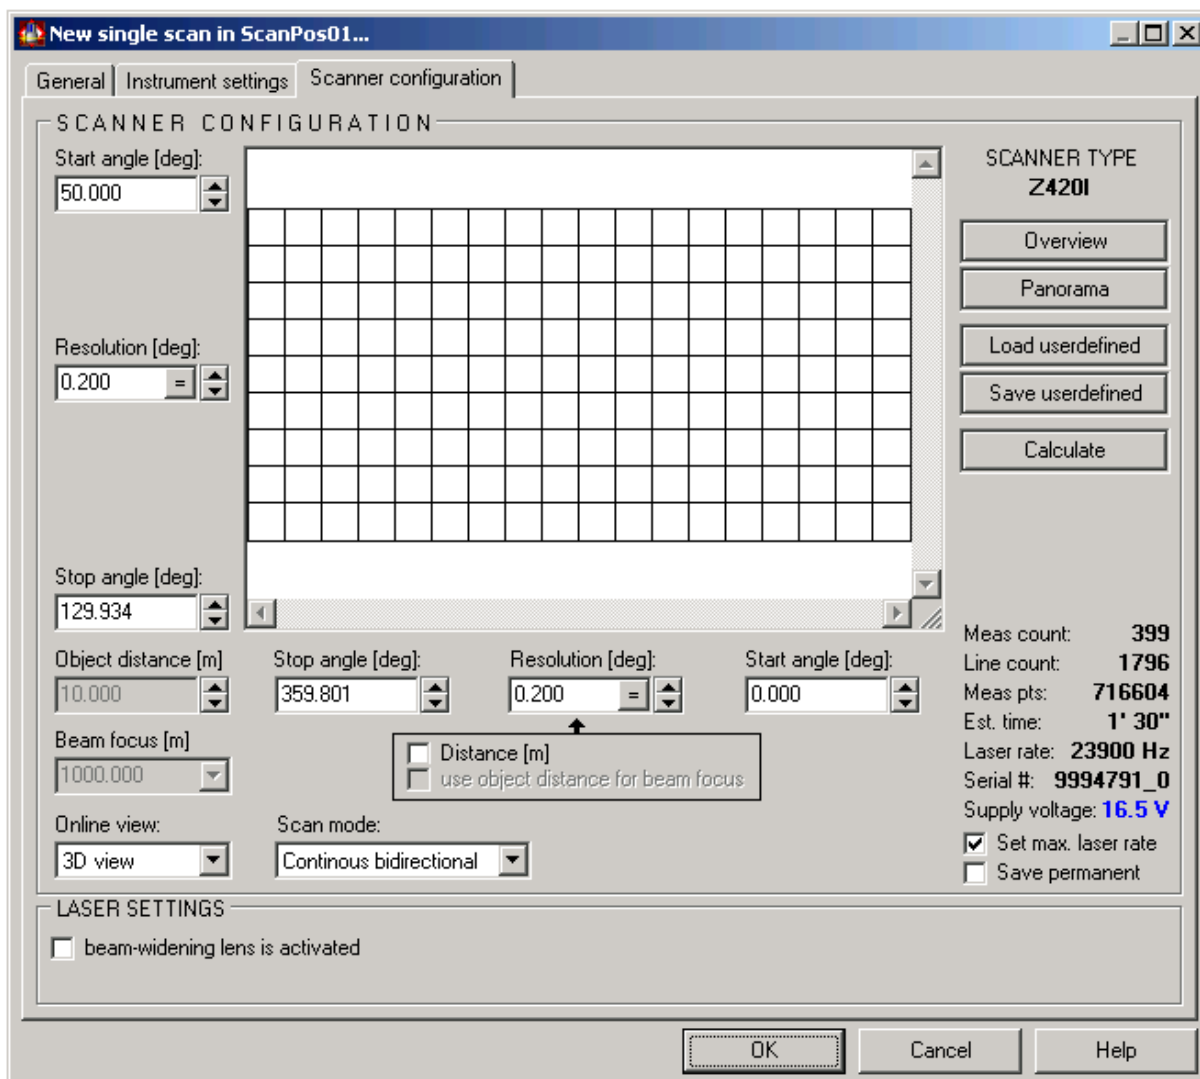 New single scan in ScanPos01...
General
Instrument settings
Scanner configuration
SCANNER CONFIGURATION
Start angle [deg]:
50.000
Resolution [deg]:
0.200
=
Stop angle [deg]:
129.934
SCANNER TYPE
Z420I
Overview
Panorama
Load userdefined
Save userdefined
Calculate
Object distance [m]
10.000
Stop angle [deg]:
359.801
Resolution [deg]:
0.200
=
Start angle [deg]:
0.000
Beam focus [m]
1000.000
Distance [m]
use object distance for beam focus
Online view:
3D view
Scan mode:
Continous bidirectional
Meas count: 399
Line count: 1796
Meas pts: 716604
Est. time: 1' 30"
Laser rate: 23900 Hz
Serial #: 9994791_0
Supply voltage: 16.5 V
Set max. laser rate
Save permanent
LASER SETTINGS
beam-widening lens is activated
OK
Cancel
Help